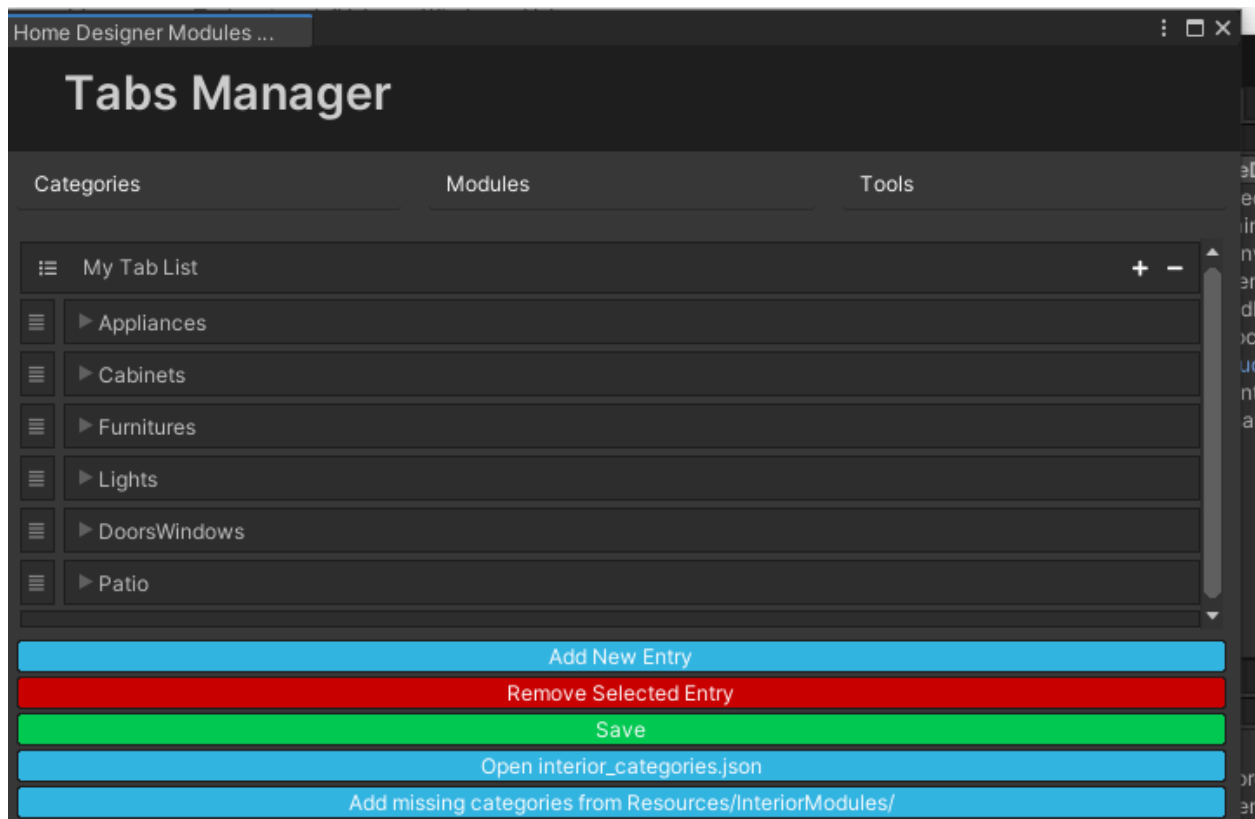 Home Designer Modules ...
Tabs Manager
Categories Modules Tools
My Tab List
Appliances
Cabinets
Furnitures
Lights
DoorsWindows
Patio
Add New Entry
Remove Selected Entry
Save
Open interior_categories.json
Add missing categories from Resources/InteriorModules/